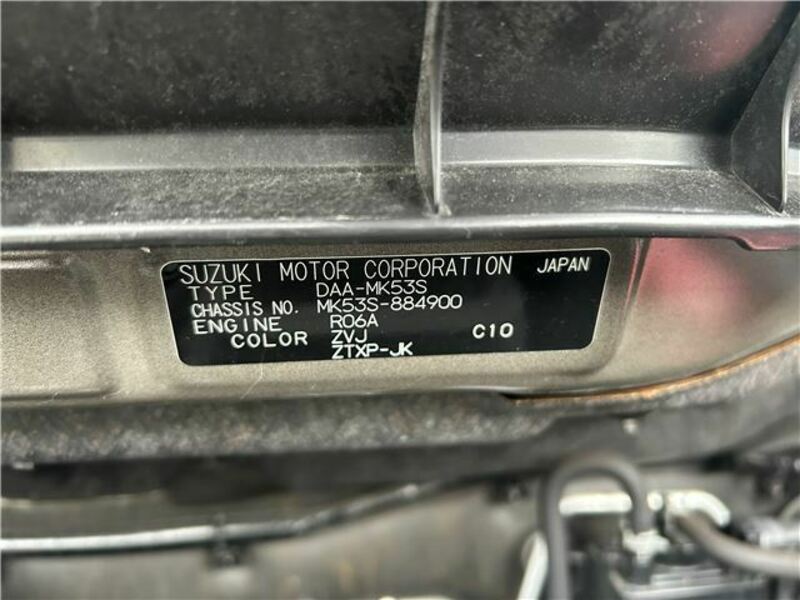 SUZUKI MOTOR CORPORATION JAPAN
TYPE DAA-MK53S
CHASSIS NO. MK53S-884900
ENGINE R06A
COLOR ZVJ C10
ZTXP-JK